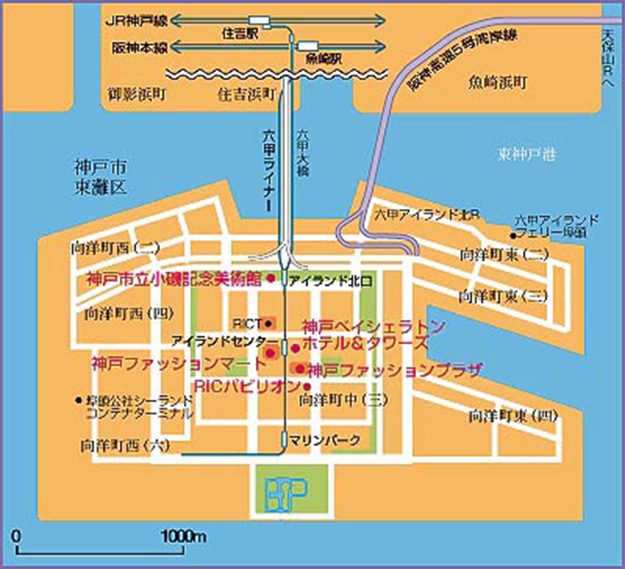 JR神戸線
住吉駅
阪神本線
魚崎駅
阪神高速5号湾岸線
天保山Rへ
御影浜町
住吉浜町
魚崎浜町
六甲ライナー
六甲大橋
神戸市
東灘区
東神戸港
六甲アイランド北R
六甲アイランド
フェリー埠頭
向洋町西(二)
向洋町東(二)
神戸市立小磯記念美術館
アイランド北口
向洋町東(三)
向洋町西(四)
RICT
神戸ベイシェラトン
ホテル&タワーズ
アイランドセンター
神戸ファッションマート
神戸ファッションプラザ
RICパビリオン
向洋町中(三)
埠頭公社シーランド
コンテナターミナル
向洋町東(四)
向洋町西(六)
マリンパーク
0 1000m